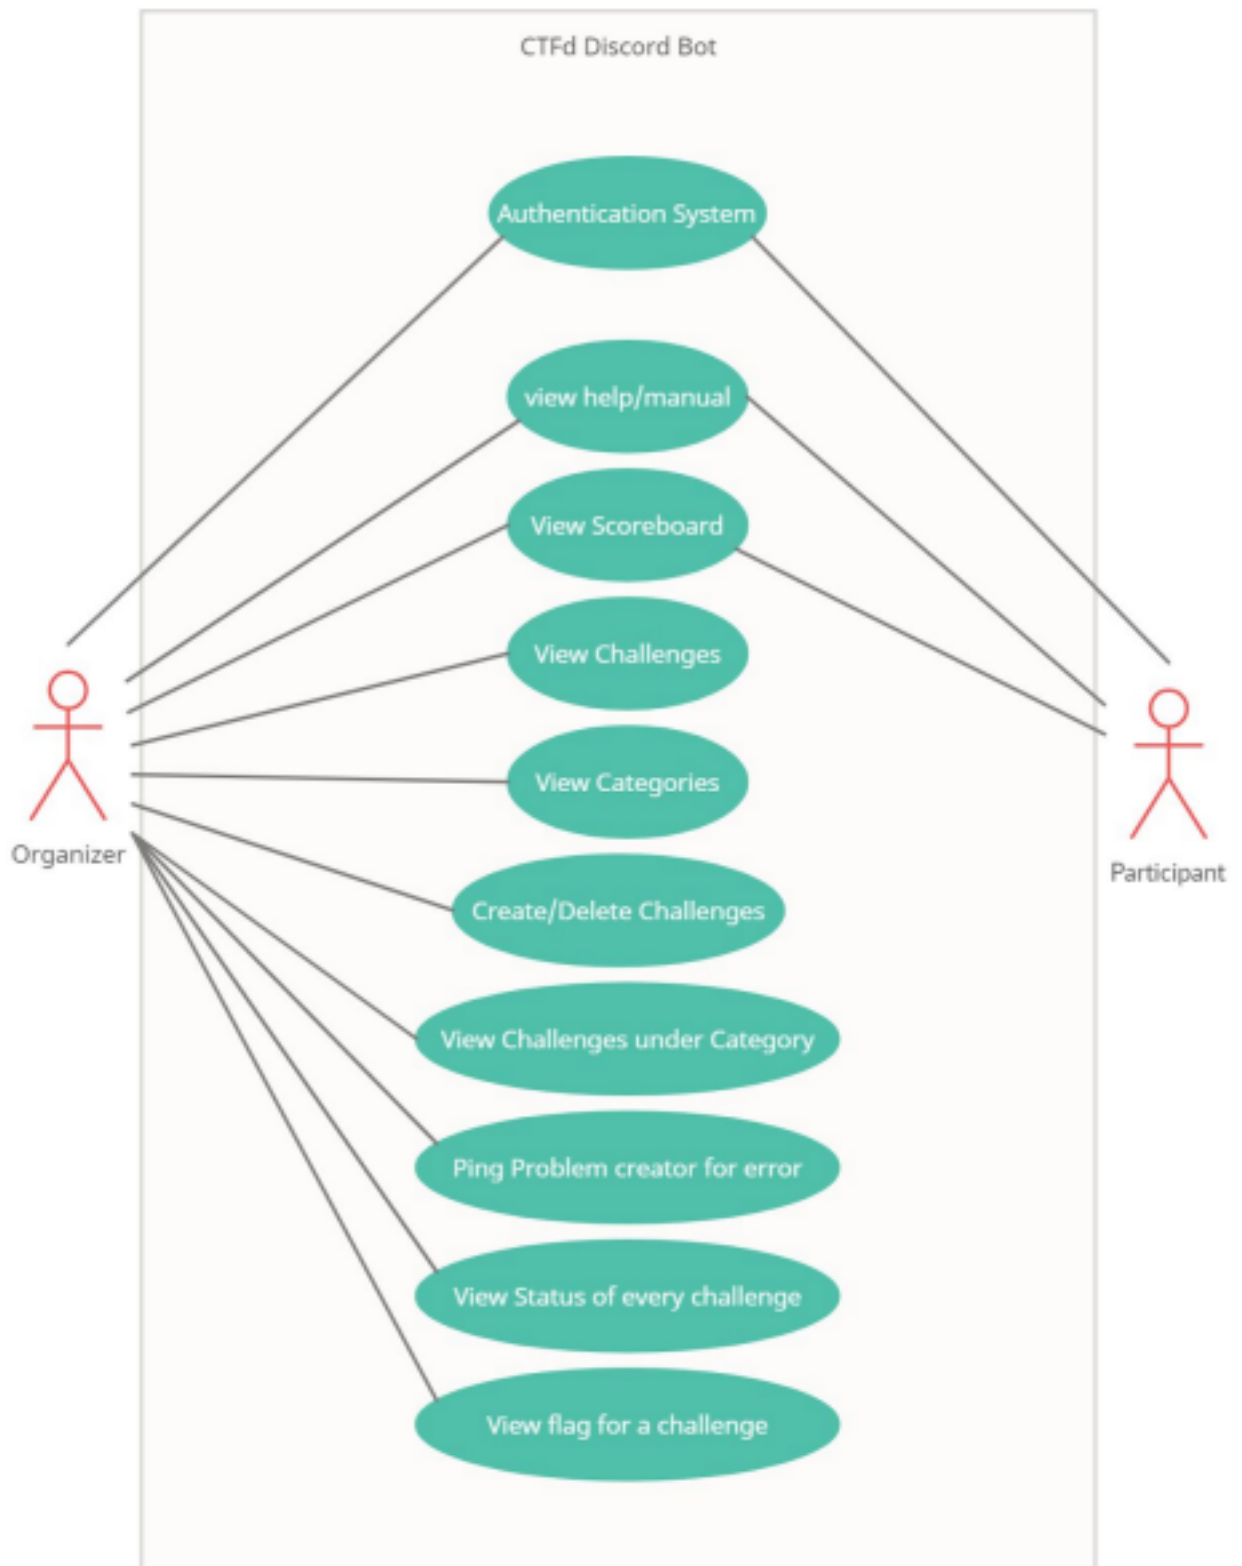 CTFd Discord Bot
Authentication System
view help/manual
View Scoreboard
View Challenges
View Categories
Organizer
Participant
Create/Delete Challenges
View Challenges under Category
Ping Problem creator for error
View Status of every challenge
View flag for a challenge